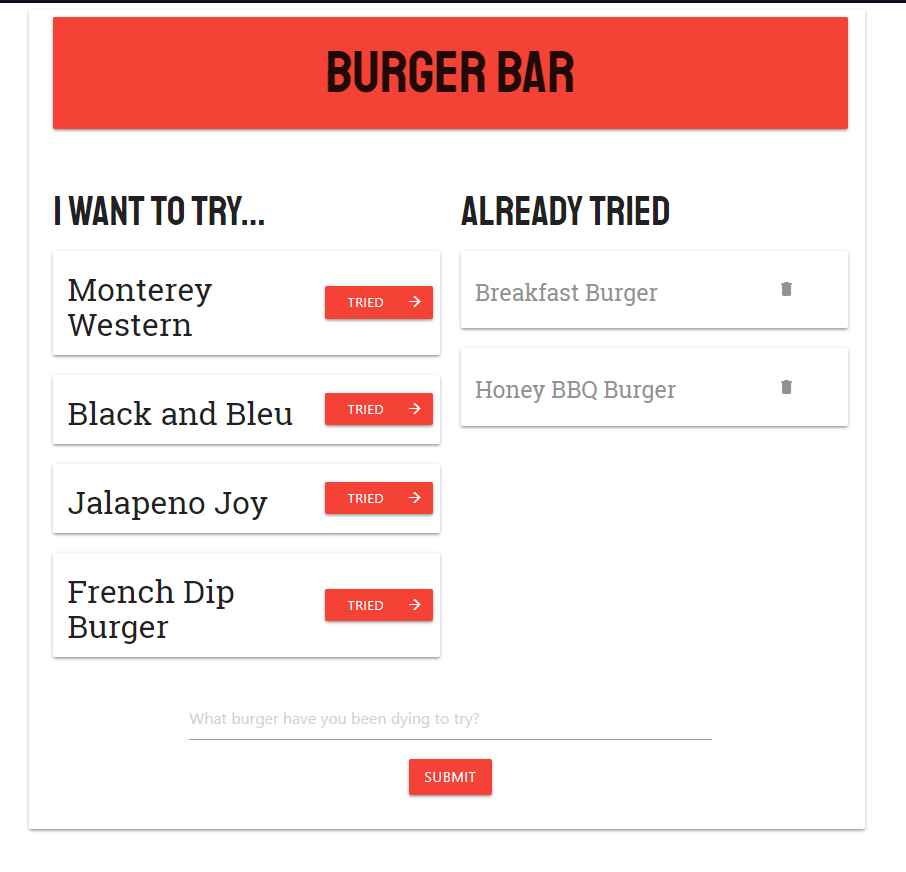 BURGER BAR
I WANT TO TRY...
Monterey
Western
TRIED
Black and Bleu
TRIED
Jalapeno Joy
TRIED
French Dip
Burger
TRIED
ALREADY TRIED
Breakfast Burger
Honey BBQ Burger
What burger have you been dying to try?
SUBMIT